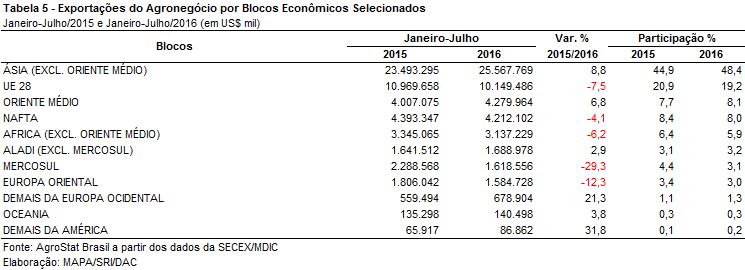 Tabela 5 - Exportações do Agronegócio por Blocos Econômicos Selecionados
Janeiro-Julho/2015 e Janeiro-Julho/2016 (em US$ mil)
Blocos Janeiro-Julho Var. % Participação %
2015 2016 2015/2016 2015 2016
ÁSIA (EXCL. ORIENTE MÉDIO) 23.493.295 25.567.769 8,8 44,9 48,4
UE 28 10.969.658 10.149.486 -7,5 20,9 19,2
ORIENTE MÉDIO 4.007.075 4.279.964 6,8 7,7 8,1
NAFTA 4.393.347 4.212.102 -4,1 8,4 8,0
AFRICA (EXCL. ORIENTE MÉDIO) 3.345.065 3.137.229 -6,2 6,4 5,9
ALADI (EXCL. MERCOSUL) 1.641.512 1.688.978 2,9 3,1 3,2
MERCOSUL 2.288.568 1.618.556 -29,3 4,4 3,1
EUROPA ORIENTAL 1.806.042 1.584.728 -12,3 3,4 3,0
DEMAIS DA EUROPA OCIDENTAL 559.494 678.904 21,3 1,1 1,3
OCEANIA 135.298 140.498 3,8 0,3 0,3
DEMAIS DA AMÉRICA 65.917 86.862 31,8 0,1 0,2
Fonte: AgroStat Brasil a partir dos dados da SECEX/MDIC
Elaboração: MAPA/SRI/DAC